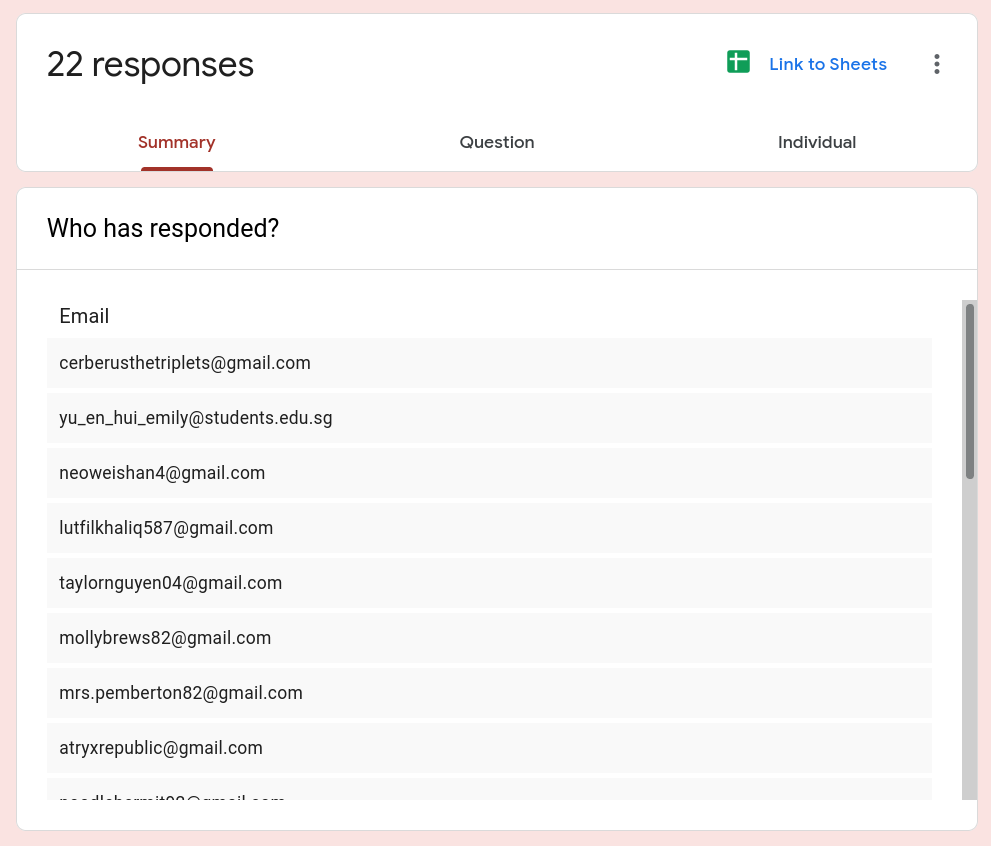 22 responses
Link to Sheets
Summary
Question
Individual
Who has responded?
Email
cerberusthetriplets@gmail.com
yu_en_hui_emily@students.edu.sg
neoweishan4@gmail.com
lutfilkhaliq587@gmail.com
taylornguyen04@gmail.com
mollybrews82@gmail.com
mrs.pemberton82@gmail.com
atryxrepublic@gmail.com